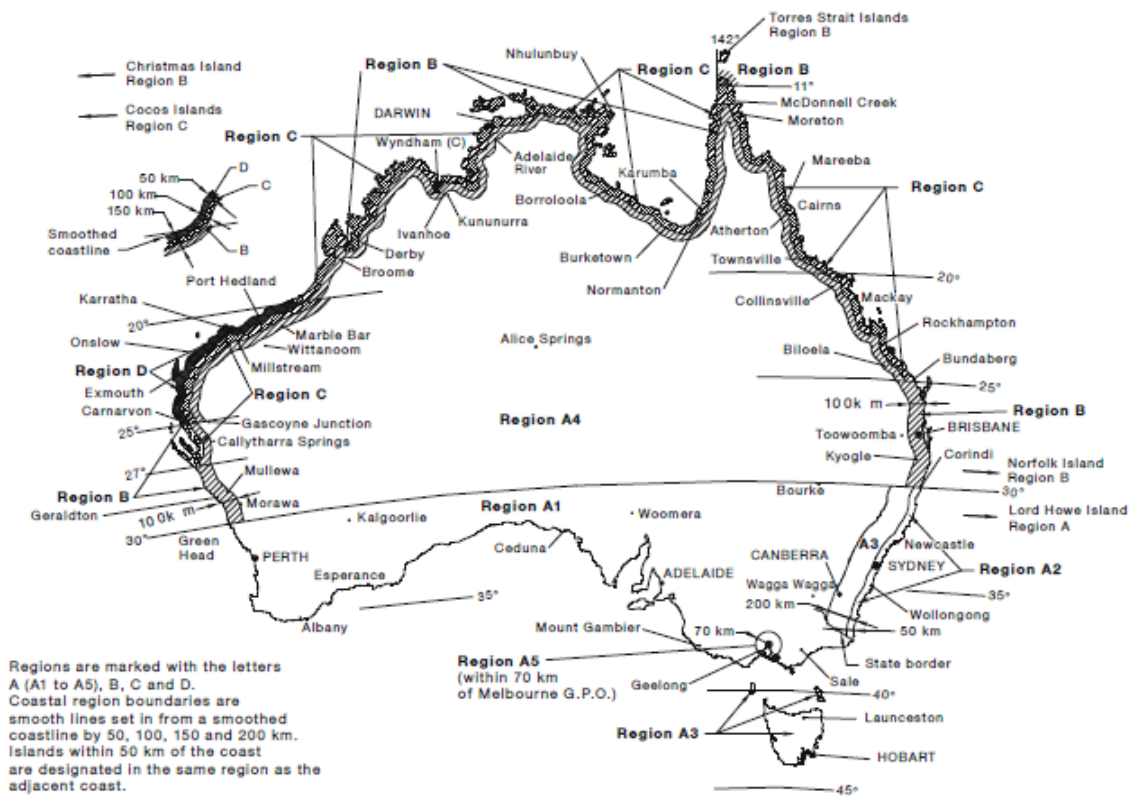 Torres Strait Islands
Region B
142°
Nhulunbuy
Christmas Island
Region B
Region B
Region C
Region B
11°
Cocos Islands
Region C
McDonnell Creek
DARWIN
Moreton
Region C
Wyndham (C)
D
Adelaide
River
Mareeba
50 km
C
Karumba
Region C
100 km
Borroloola
Cairns
150 km
Kununurra
Atherton
Smoothed
coastline
Ivanhoe
B
Derby
Burketown
Townsville
Broome
Port Hedland
20°
Normanton
Collinsville
Karratha
Mackay
20°
Marble Bar
Rockhampton
Onslow
Wittanoom
Alice Springs
Millstream
Biloela
Bundaberg
Region D
Exmouth
25°
Region C
Carnarvon
100k m
Region B
Gascoyne Junction
Region A4
25°
BRISBANE
Callytharra Springs
Toowoomba
Kyogle
Corindi
27°
Mullewa
Norfolk Island
Region B
Region B
Bourke
30°
Morawa
Geraldton
100k m
Region A1
Lord Howe Island
Region A
Kalgoorlie
Woomera
30°
Green
Head
Ceduna
A3
Newcastle
PERTH
CANBERRA
SYDNEY
Region A2
Esperance
ADELAIDE
Wagga Wagga
35°
35°
200 km
Wollongong
Albany
Mount Gambier
70 km
50 km
Region A5
(within 70 km
of Melbourne G.P.O.)
State border
Geelong
Sale
40°
Launceston
Region A3
HOBART
45°
Regions are marked with the letters
A (A1 to A5), B, C and D.
Coastal region boundaries are
smooth lines set in from a smoothed
coastline by 50, 100, 150 and 200 km.
Islands within 50 km of the coast
are designated in the same region as the
adjacent coast.